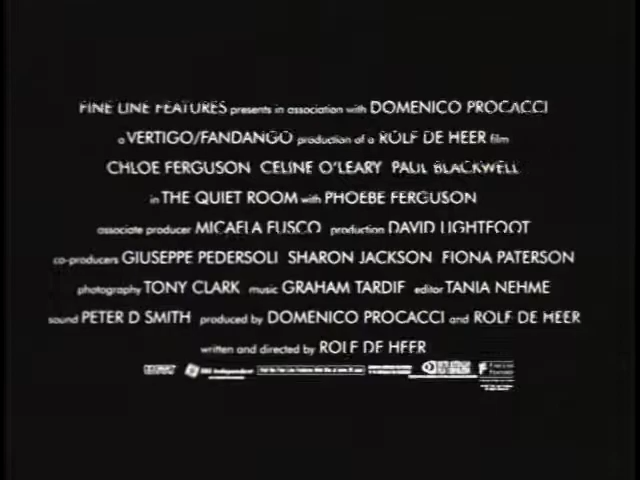 FINE LINE FEATURES presents in association with DOMENICO PROCACCI
a VERTIGO/FANDANGO production of a ROLF DE HEER film
CHLOE FERGUSON CELINE O'LEARY PAUL BLACKWELL
in THE QUIET ROOM with PHOEBE FERGUSON
associate producer MICAELA FUSCO production DAVID LIGHTFOOT
co-producers GIUSEPPE PEDERSOLI SHARON JACKSON FIONA PATERSON
photography TONY CLARK music GRAHAM TARDIF editor TANIA NEHME
sound PETER D SMITH produced by DOMENICO PROCACCI and ROLF DE HEER
written and directed by ROLF DE HEER